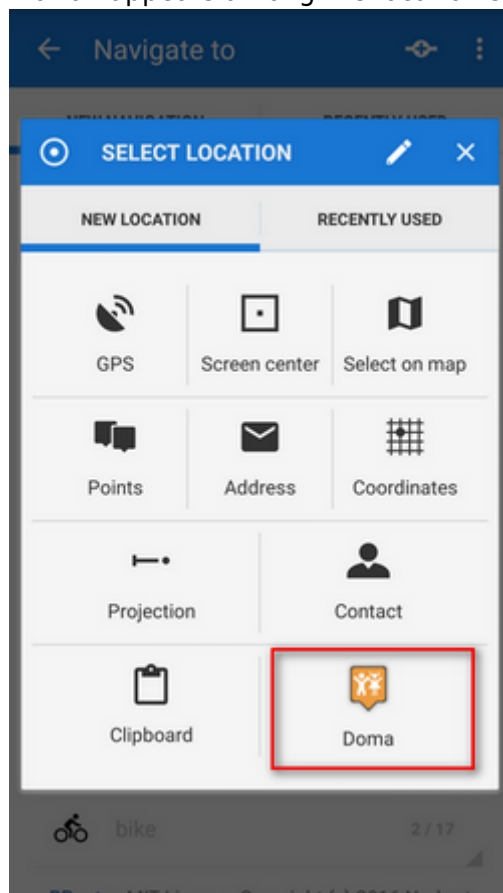 Navigate to
SELECT LOCATION
NEW LOCATION
RECENTLY USED
GPS
Screen center
Select on map
Points
Address
Coordinates
Projection
Contact
Clipboard
Doma
bike
2 / 17